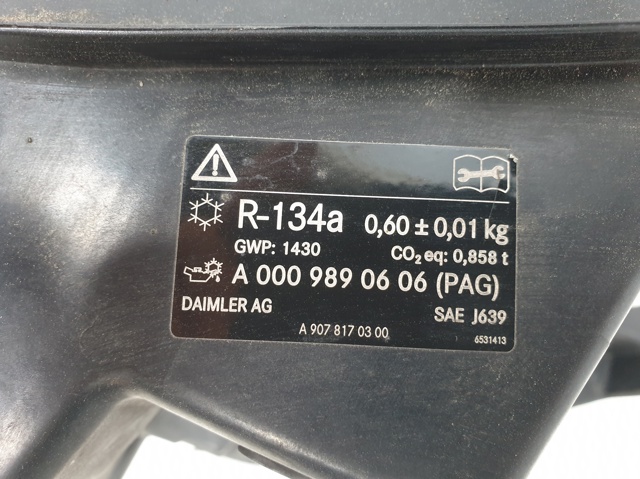 R-134a 0,60 ± 0,01 kg
GWP: 1430 CO₂ eq: 0,858 t
A 000 989 06 06 (PAG)
DAIMLER AG SAE J639
A 907 817 03 00 6531413